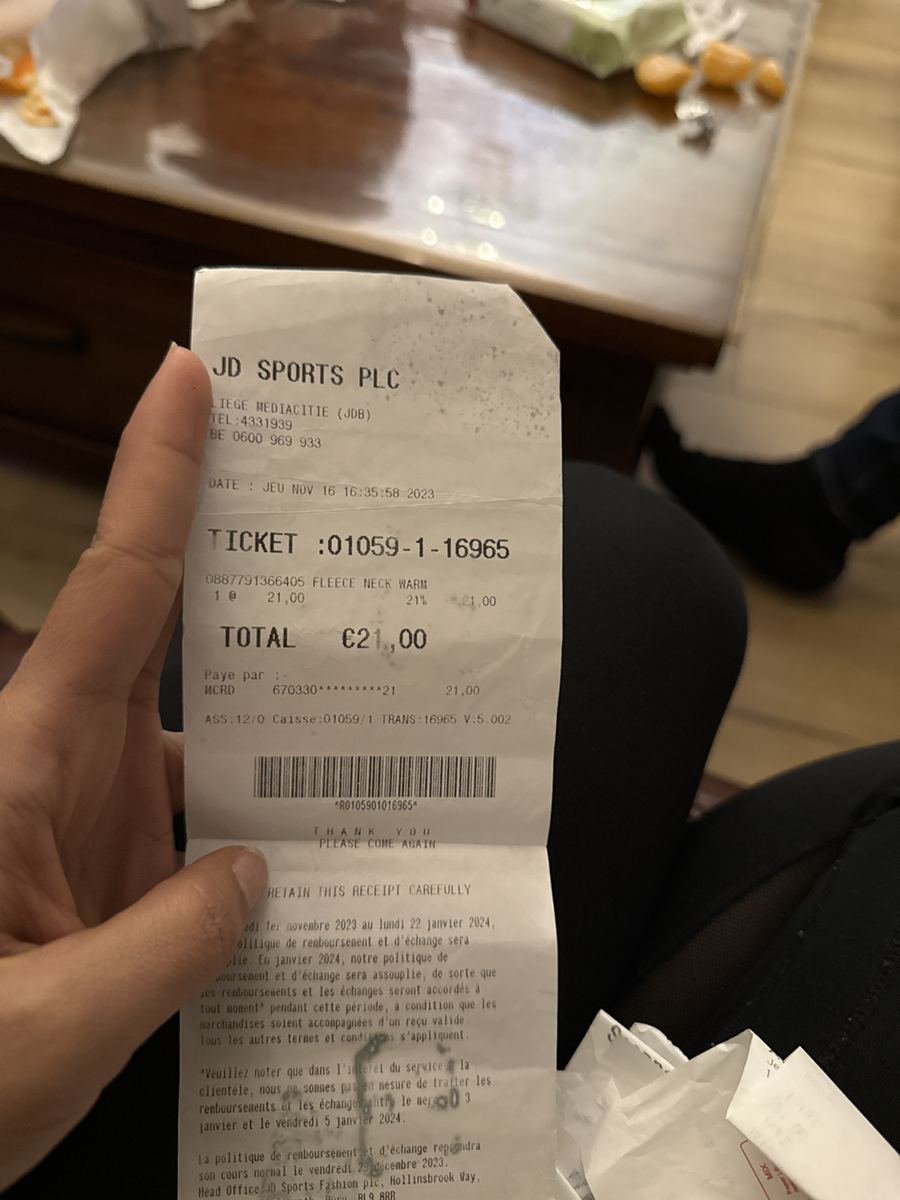 JD SPORTS PLC
LIEGE MEDIACITIE (JDB)
TEL:4331939
BE 0600 969 933
DATE : JEU NOV 16 16:35:58 2023
TICKET :01059-1-16965
0887791366405 FLEECE NECK WARM
1 @ 21,00 21% 21,00
TOTAL €21,00
Paye par :-
MCRD 670330*********21 21,00
ASS:12/0 Caisse:01059/1 TRANS:16965 V:5.002
*R0105901016965*
THANK YOU
PLEASE COME AGAIN
RETAIN THIS RECEIPT CAREFULLY
1er novembre 2023 au lundi 22 janvier 2024,
politique de remboursement et d'échange sera
En janvier 2024, notre politique de
et d'échange sera assouplie, de sorte que
les remboursements et les échanges seront accordés à
tout moment* pendant cette période, à condition que les
marchandises soient accompagnées d'un reçu valide.
Tous les autres termes et conditions s'appliquent.
*Veuillez noter que dans l'intérêt du service à la
clientèle, nous ne sommes pas en mesure de traiter les
remboursements et les échanges le 3
janvier et le vendredi 5 janvier 2024.
La politique de remboursement et d'échange reprendra
son cours normal le vendredi décembre 2023.
Head Office:JD Sports Fashion plc, Hollinsbrook Way,
Bury, BL9 8RR